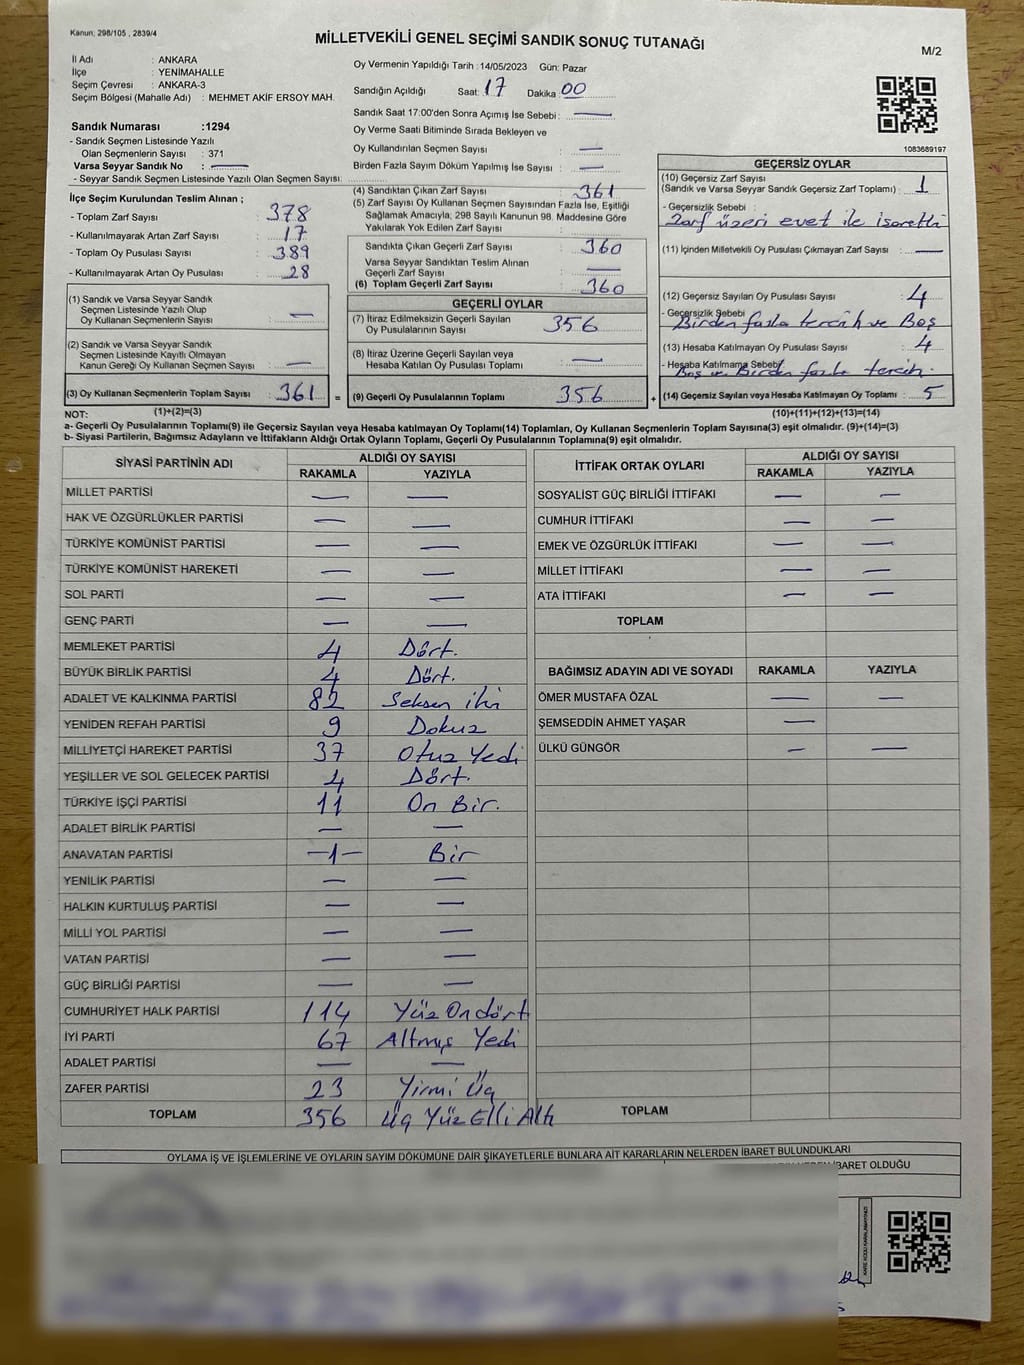 Kanun; 298/105 , 2839/4
MİLLETVEKİLİ GENEL SEÇİMİ SANDIK SONUÇ TUTANAĞI
M/2
İl Adı : ANKARA
İlçe : YENİMAHALLE
Seçim Çevresi : ANKARA-3
Seçim Bölgesi (Mahalle Adı) : MEHMET AKİF ERSOY MAH.
Sandık Numarası :1294
- Sandık Seçmen Listesinde Yazılı
Olan Seçmenlerin Sayısı : 371
Varsa Seyyar Sandık No : —
- Seyyar Sandık Seçmen Listesinde Yazılı Olan Seçmen Sayısı:
Oy Vermenin Yapıldığı Tarih :14/05/2023 Gün: Pazar
Sandığın Açıldığı Saat: 17 Dakika 00
Sandık Saat 17:00'den Sonra Açımış İse Sebebi: —
Oy Verme Saati Bitiminde Sırada Bekleyen ve
Oy Kullandırılan Seçmen Sayısı : —
Birden Fazla Sayım Döküm Yapılmış İse Sayısı : —
1083689197
İlçe Seçim Kurulundan Teslim Alınan ;
- Toplam Zarf Sayısı : 378
- Kullanılmayarak Artan Zarf Sayısı : 17
- Toplam Oy Pusulası Sayısı : 389
- Kullanılmayarak Artan Oy Pusulası : 28
(1) Sandık ve Varsa Seyyar Sandık
Seçmen Listesinde Yazılı Olup
Oy Kullanan Seçmenlerin Sayısı : —
(2) Sandık ve Varsa Seyyar Sandık
Seçmen Listesinde Kayıtlı Olmayan
Kanun Gereği Oy Kullanan Seçmen Sayısı : —
(3) Oy Kullanan Seçmenlerin Toplam Sayısı : 361 =
(4) Sandıktan Çıkan Zarf Sayısı : 361
(5) Zarf Sayısı Oy Kullanan Seçmen Sayısından Fazla İse, Eşitliği
Sağlamak Amacıyla; 298 Sayılı Kanunun 98. Maddesine Göre
Yakılarak Yok Edilen Zarf Sayısı :
Sandıkta Çıkan Geçerli Zarf Sayısı : 360
Varsa Seyyar Sandıktan Teslim Alınan
Geçerli Zarf Sayısı : —
(6) Toplam Geçerli Zarf Sayısı : 360
GEÇERLİ OYLAR
(7) İtiraz Edilmeksizin Geçerli Sayılan
Oy Pusulalarının Sayısı : 356
(8) İtiraz Üzerine Geçerli Sayılan veya
Hesaba Katılan Oy Pusulası Toplamı : —
(9) Geçerli Oy Pusulalarının Toplamı : 356 +
GEÇERSİZ OYLAR
(10) Geçersiz Zarf Sayısı
(Sandık ve Varsa Seyyar Sandık Geçersiz Zarf Toplamı) : 1
- Geçersizlik Sebebi :
Zarf üzeri evet ile işaretli
(11) İçinden Milletvekili Oy Pusulası Çıkmayan Zarf Sayısı : —
(12) Geçersiz Sayılan Oy Pusulası Sayısı : 4
- Geçersizlik Sebebi :
Birden fazla tercih ve Boş
(13) Hesaba Katılmayan Oy Pusulası Sayısı : 4
- Hesaba Katılmama Sebebi
Boş ve Birden fazla tercih.
(14) Geçersiz Sayılan veya Hesaba Katılmayan Oy Toplamı : 5
NOT: (1)+(2)=(3) (10)+(11)+(12)+(13)=(14)
a- Geçerli Oy Pusulalarının Toplamı(9) ile Geçersiz Sayılan veya Hesaba katılmayan Oy Toplamı(14) Toplamları, Oy Kullanan Seçmenlerin Toplam Sayısına(3) eşit olmalıdır. (9)+(14)=(3)
b- Siyasi Partilerin, Bağımsız Adayların ve İttifakların Aldığı Ortak Oyların Toplamı, Geçerli Oy Pusulalarının Toplamına(9) eşit olmalıdır.
SİYASİ PARTİNİN ADI ALDIĞI OY SAYISI
RAKAMLA YAZIYLA
MİLLET PARTİSİ — —
HAK VE ÖZGÜRLÜKLER PARTİSİ — —
TÜRKİYE KOMÜNİST PARTİSİ — —
TÜRKİYE KOMÜNİST HAREKETİ — —
SOL PARTİ — —
GENÇ PARTİ — —
MEMLEKET PARTİSİ 4 Dört.
BÜYÜK BİRLİK PARTİSİ 4 Dört.
ADALET VE KALKINMA PARTİSİ 82 Seksen iki
YENİDEN REFAH PARTİSİ 9 Dokuz
MİLLİYETÇİ HAREKET PARTİSİ 37 Otuz Yedi
YEŞİLLER VE SOL GELECEK PARTİSİ 4 Dört.
TÜRKİYE İŞÇİ PARTİSİ 11 On Bir.
ADALET BİRLİK PARTİSİ — —
ANAVATAN PARTİSİ —1— Bir
YENİLİK PARTİSİ — —
HALKIN KURTULUŞ PARTİSİ — —
MİLLİ YOL PARTİSİ — —
VATAN PARTİSİ — —
GÜÇ BİRLİĞİ PARTİSİ — —
CUMHURİYET HALK PARTİSİ 114 Yüz Ondört
İYİ PARTİ 67 Altmış Yedi
ADALET PARTİSİ — —
ZAFER PARTİSİ 23 Yirmi Üç
TOPLAM 356 Üç Yüz Elli Altı
İTTİFAK ORTAK OYLARI ALDIĞI OY SAYISI
RAKAMLA YAZIYLA
SOSYALİST GÜÇ BİRLİĞİ İTTİFAKI — —
CUMHUR İTTİFAKI — —
EMEK VE ÖZGÜRLÜK İTTİFAKI — —
MİLLET İTTİFAKI — —
ATA İTTİFAKI — —
TOPLAM
BAĞIMSIZ ADAYIN ADI VE SOYADI RAKAMLA YAZIYLA
ÖMER MUSTAFA ÖZAL — —
ŞEMSEDDİN AHMET YAŞAR —
ÜLKÜ GÜNGÖR — —
TOPLAM
OYLAMA İŞ VE İŞLEMLERİNE VE OYLARIN SAYIM DÖKÜMÜNE DAİR ŞİKAYETLERLE BUNLARA AİT KARARLARIN NELERDEN İBARET BULUNDUKLARI
İBARET OLDUĞU